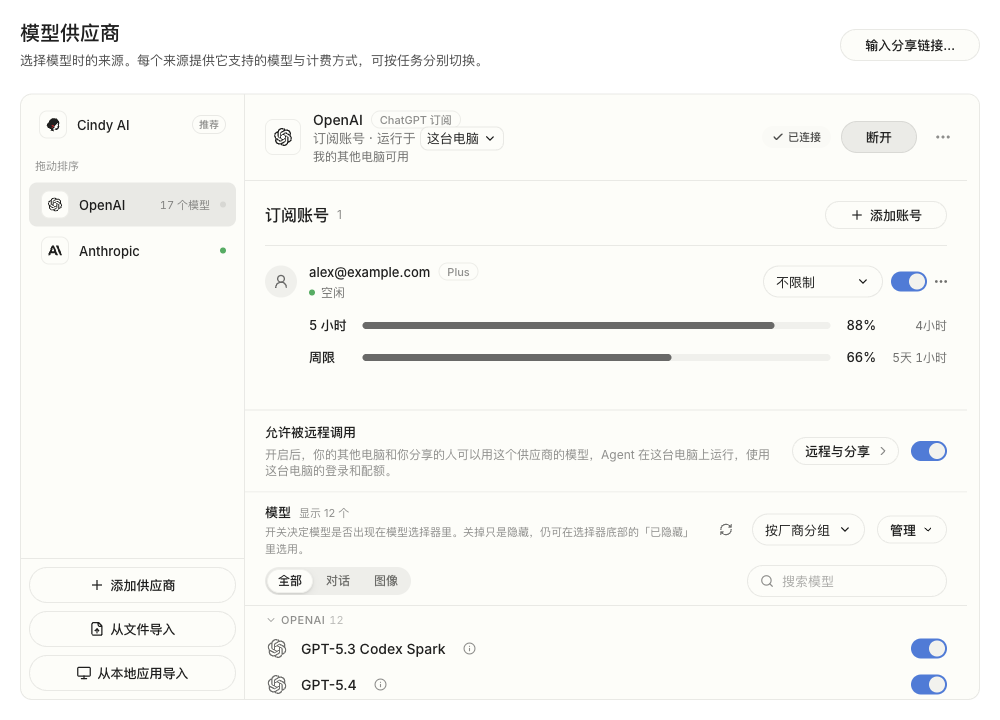 模型供应商
选择模型时的来源。每个来源提供它支持的模型与计费方式，可按任务分别切换。
输入分享链接...
Cindy AI
推荐
拖动排序
OpenAI
17 个模型
Anthropic
添加供应商
从文件导入
从本地应用导入
OpenAI
ChatGPT 订阅
订阅账号 · 运行于
这台电脑
我的其他电脑可用
已连接
断开
订阅账号 1
添加账号
alex@example.com
Plus
空闲
不限制
5 小时
88%
4小时
周限
66%
5天 1小时
允许被远程调用
开启后，你的其他电脑和你分享的人可以用这个供应商的模型，Agent 在这台电脑上运行，使用
这台电脑的登录和配额。
远程与分享
模型
显示 12 个
开关决定模型是否出现在模型选择器里。关掉只是隐藏，仍可在选择器底部的「已隐藏」
里选用。
按厂商分组
管理
全部
对话
图像
搜索模型
OPENAI 12
GPT-5.3 Codex Spark
GPT-5.4